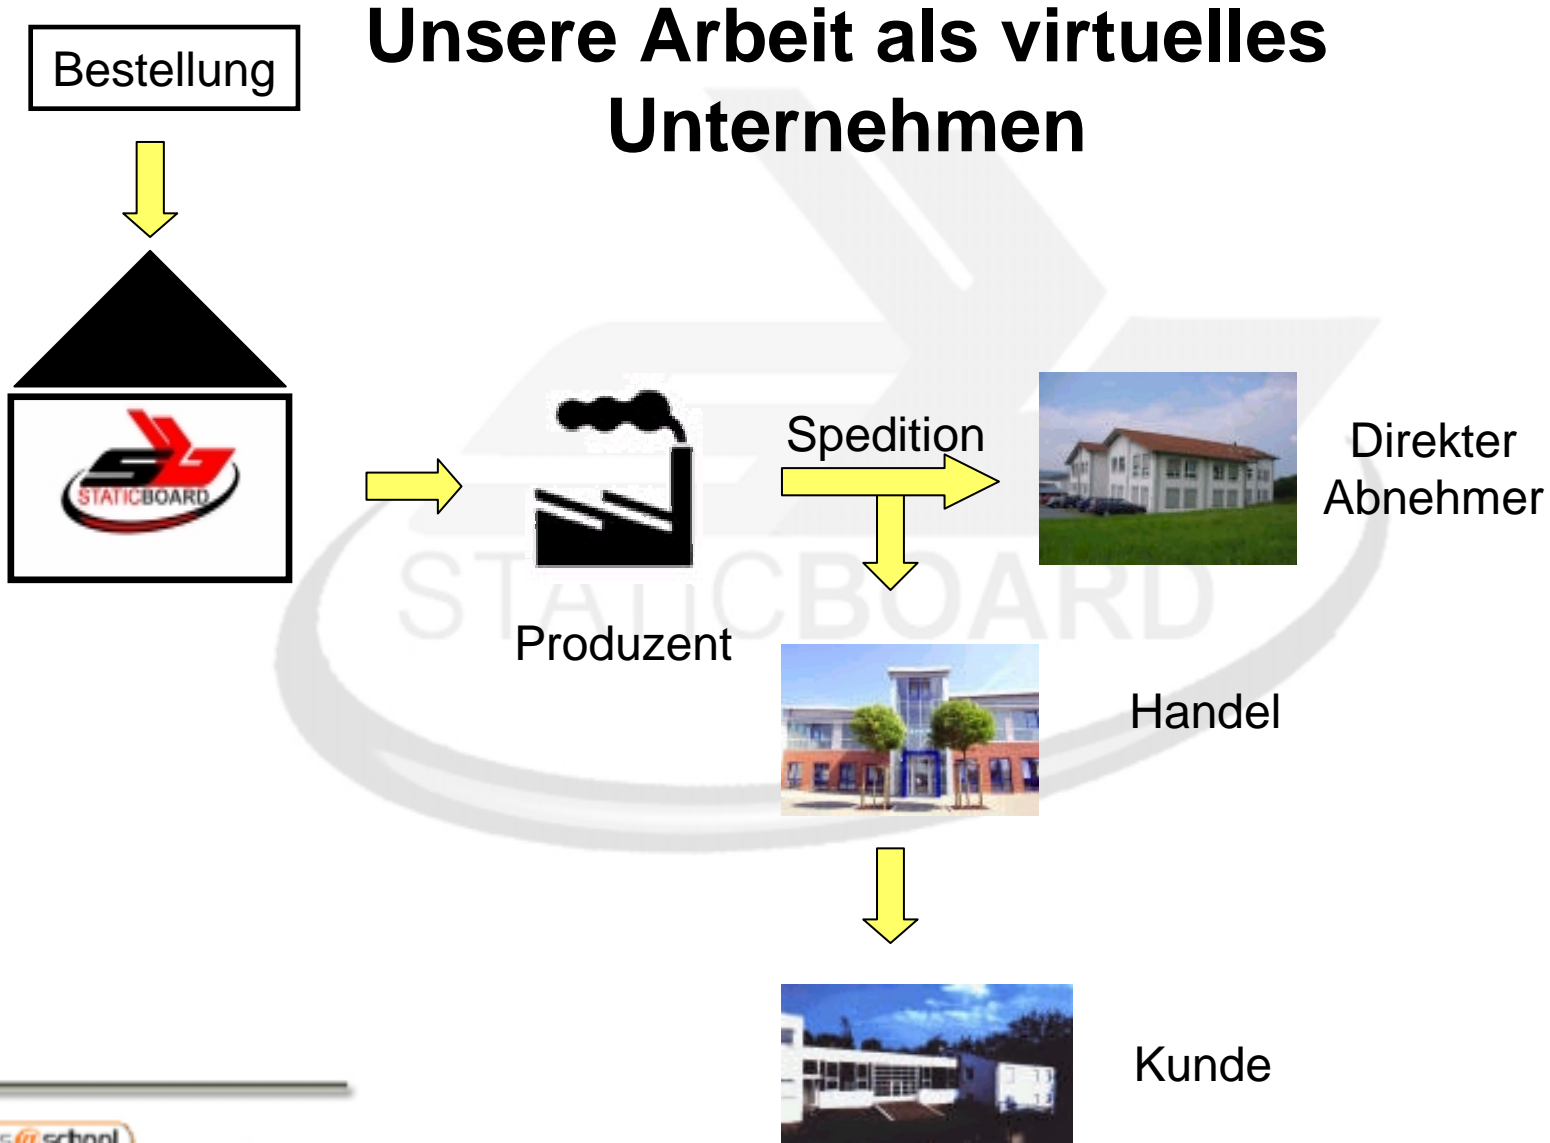 Unsere Arbeit als virtuelles
Unternehmen
Bestellung
STATICBOARD
Spedition
Direkter
Abnehmer
STATICBOARD
Produzent
Handel
Kunde
s@school